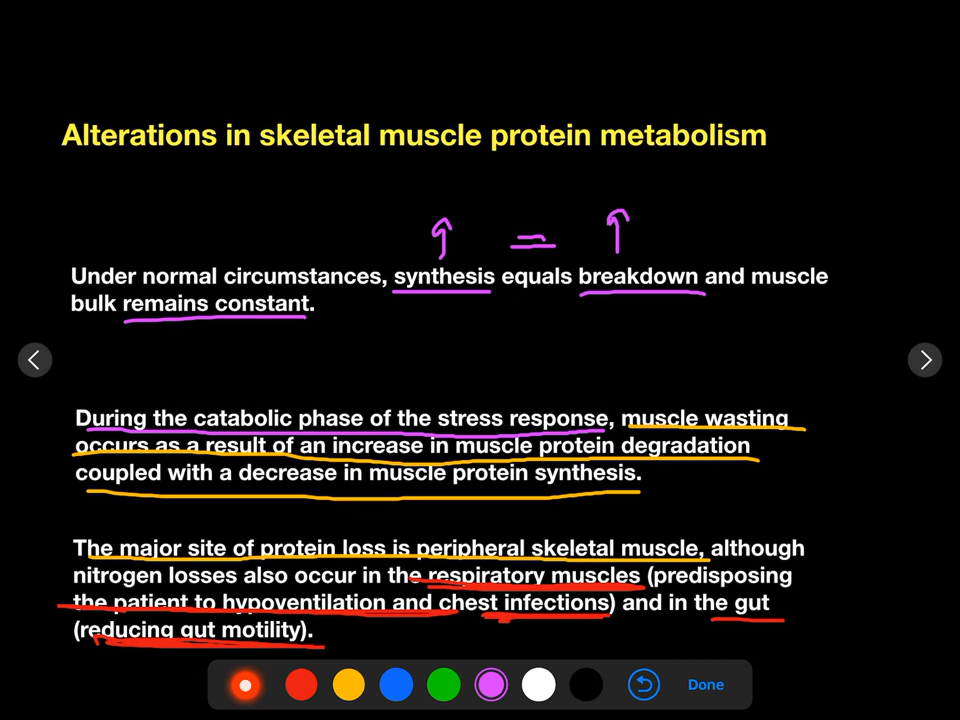 Alterations in skeletal muscle protein metabolism
↑ = ↑
Under normal circumstances, synthesis equals breakdown and muscle
bulk remains constant.
During the catabolic phase of the stress response, muscle wasting
occurs as a result of an increase in muscle protein degradation
coupled with a decrease in muscle protein synthesis.
The major site of protein loss is peripheral skeletal muscle, although
nitrogen losses also occur in the respiratory muscles (predisposing
the patient to hypoventilation and chest infections) and in the gut
(reducing gut motility).
Done